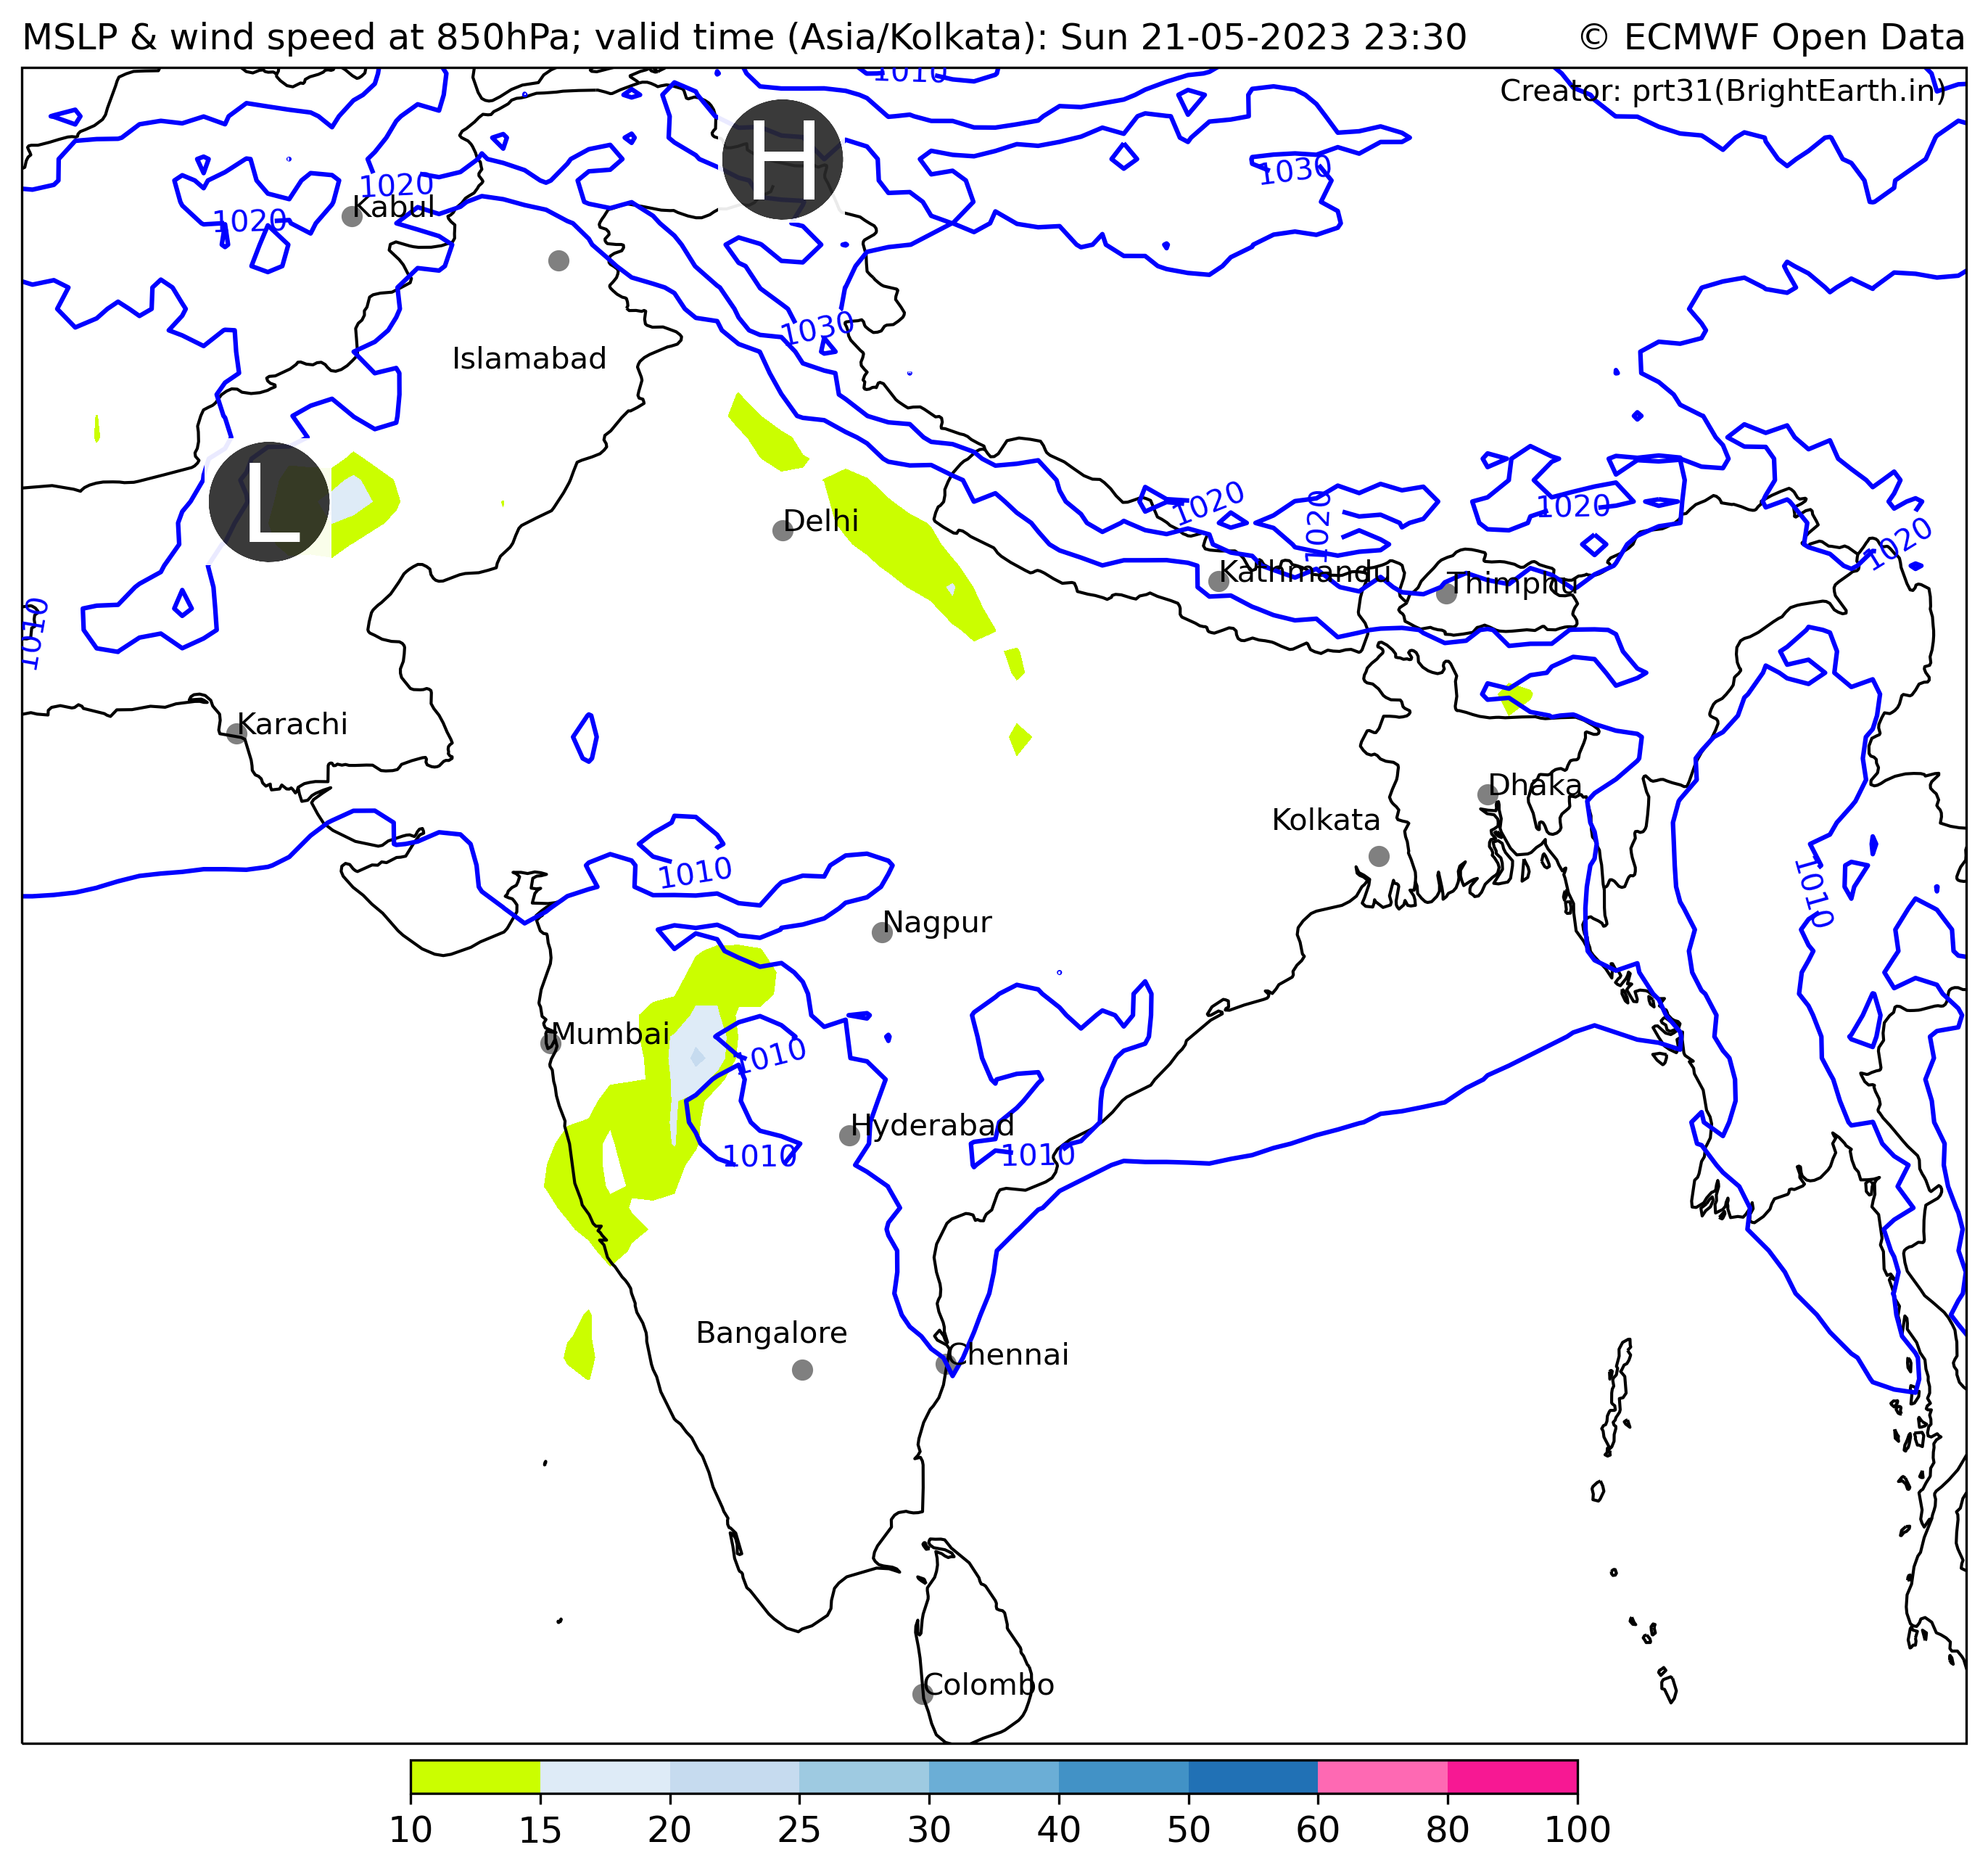 MSLP & wind speed at 850hPa; valid time (Asia/Kolkata): Sun 21-05-2023 23:30 © ECMWF Open Data
1010
Creator: prt31(BrightEarth.in)
H
1030
1020
Kabul
1020
1030
Islamabad
L
1020
1020
1020
Delhi
1020
Kathmandu
Thimphu
1010
Karachi
Dhaka
Kolkata
1010
1010
Nagpur
Mumbai
1010
Hyderabad
1010
1010
Bangalore
Chennai
Colombo
10 15 20 25 30 40 50 60 80 100